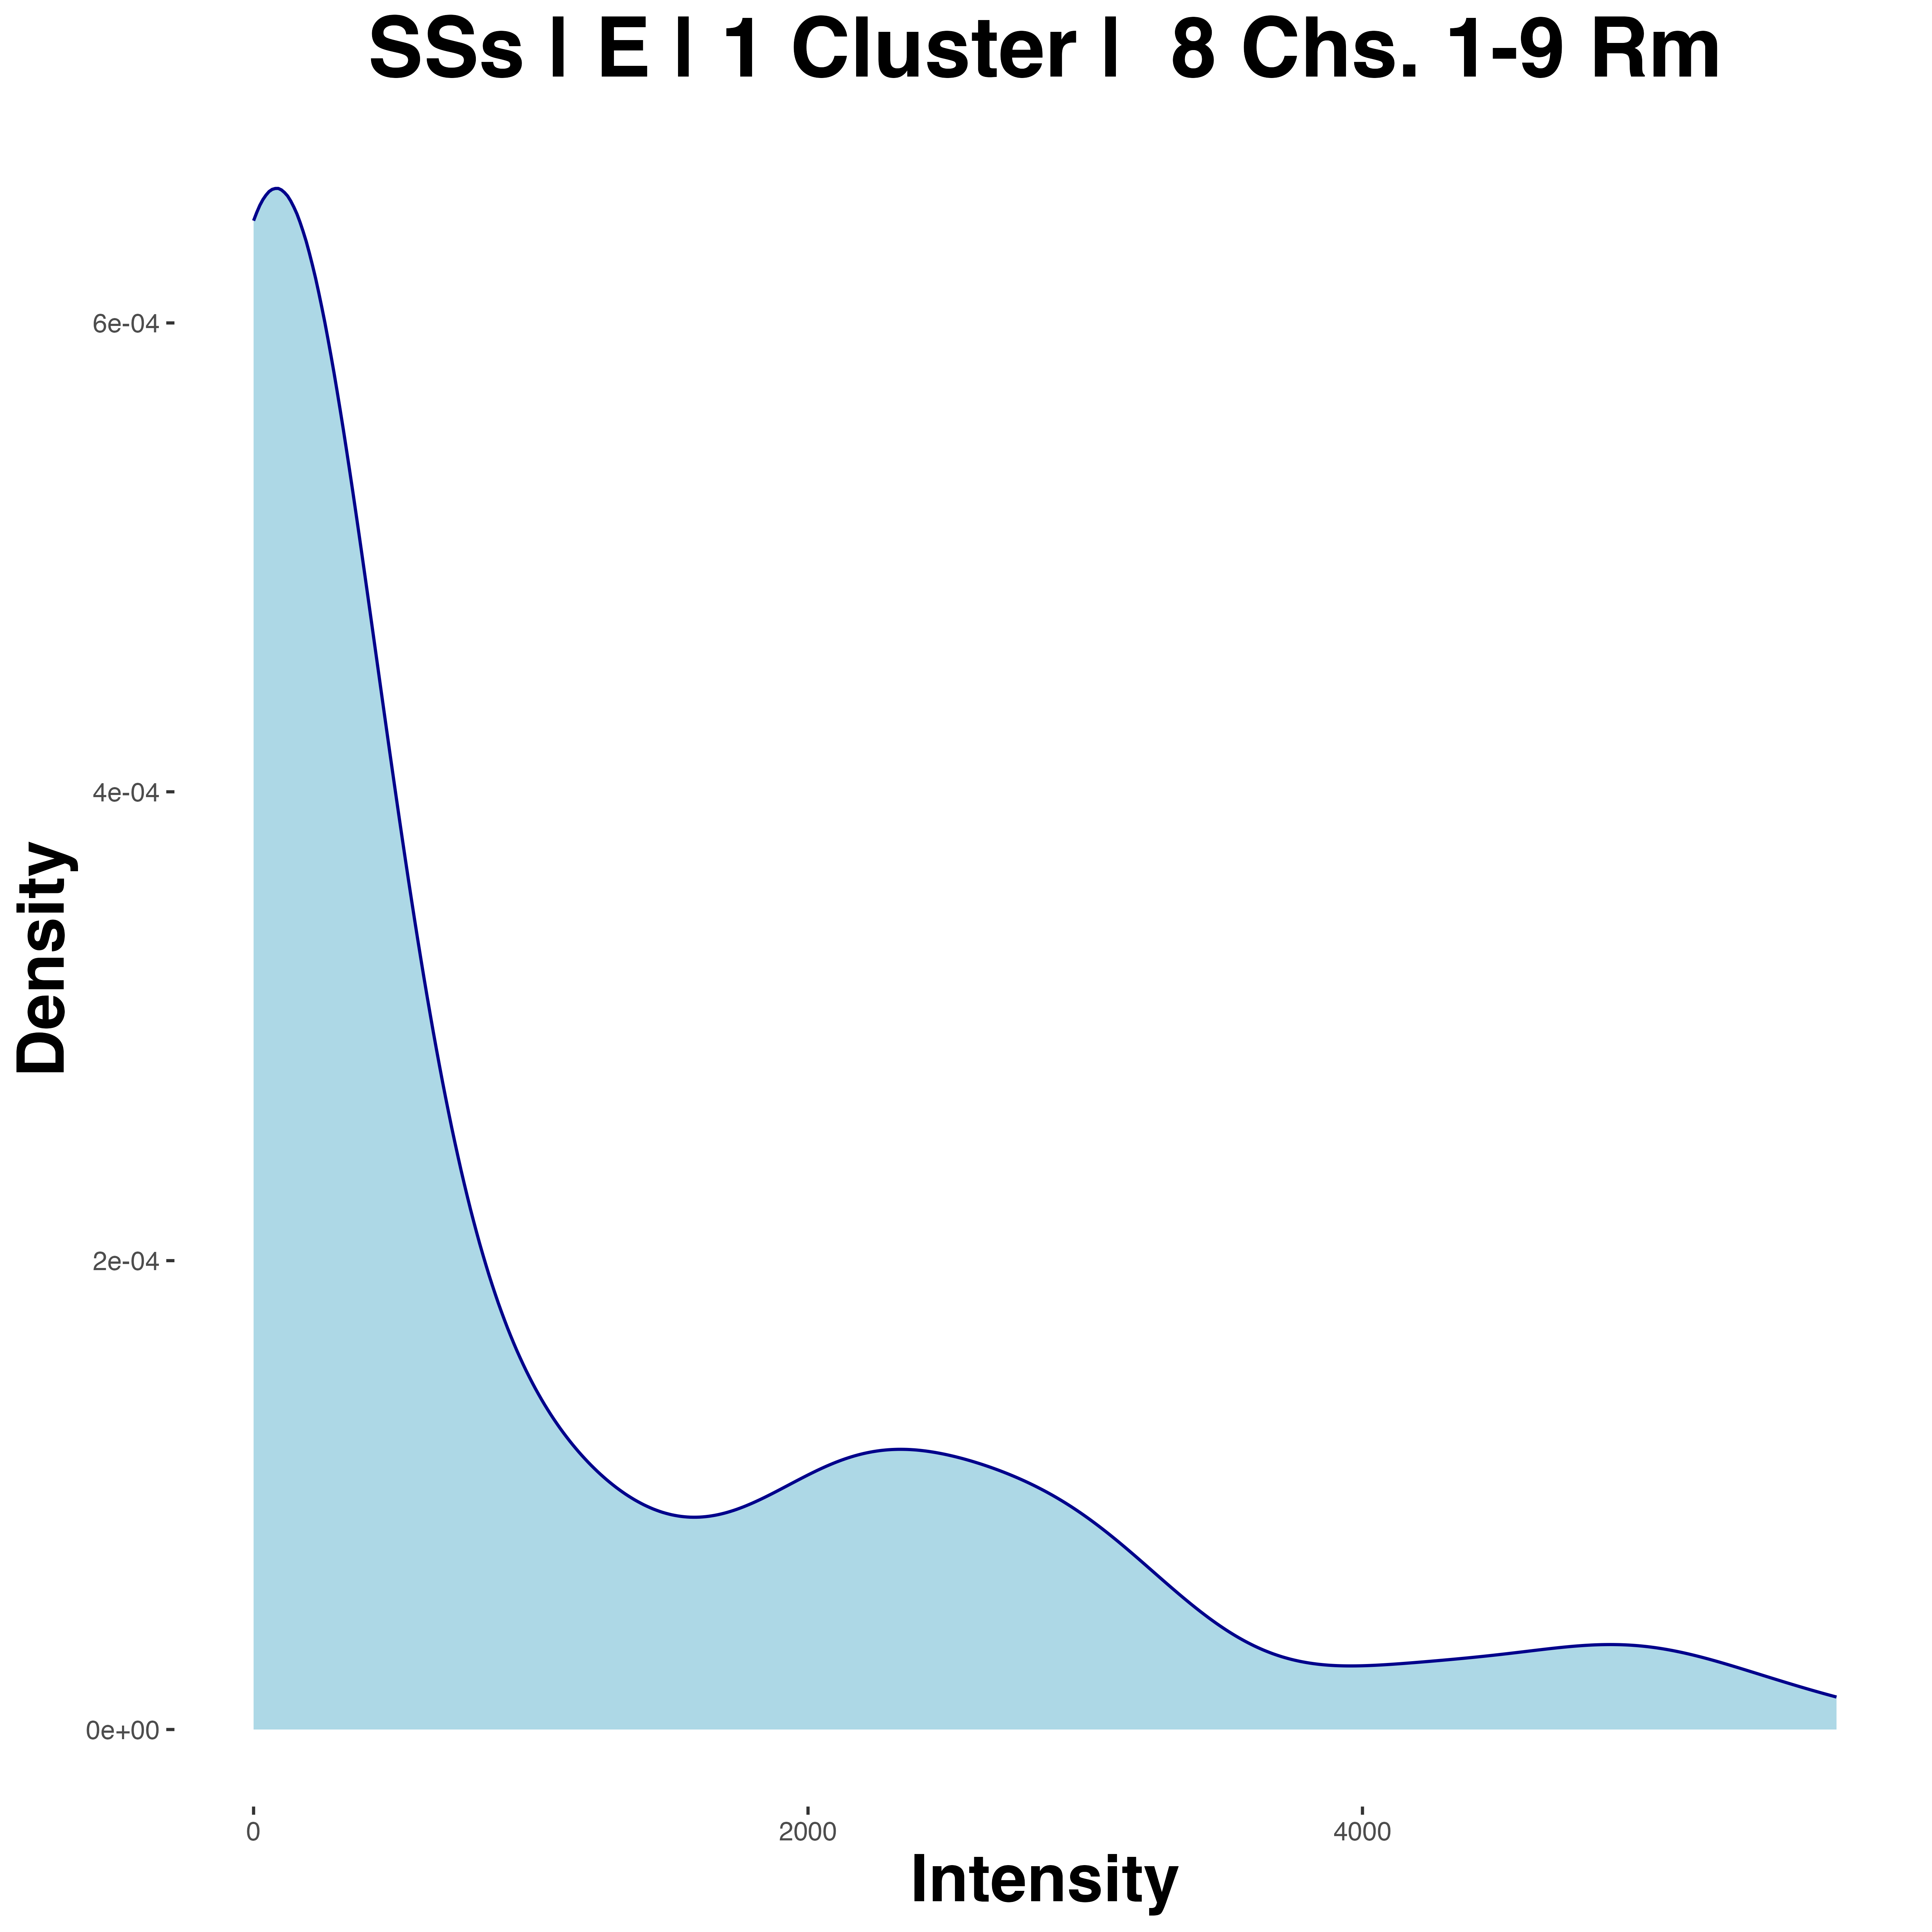 SSs | E | 1 Cluster |  8 Chs. 1-9 Rm
6e-04
4e-04
2e-04
0e+00
Density
0
2000
4000
Intensity